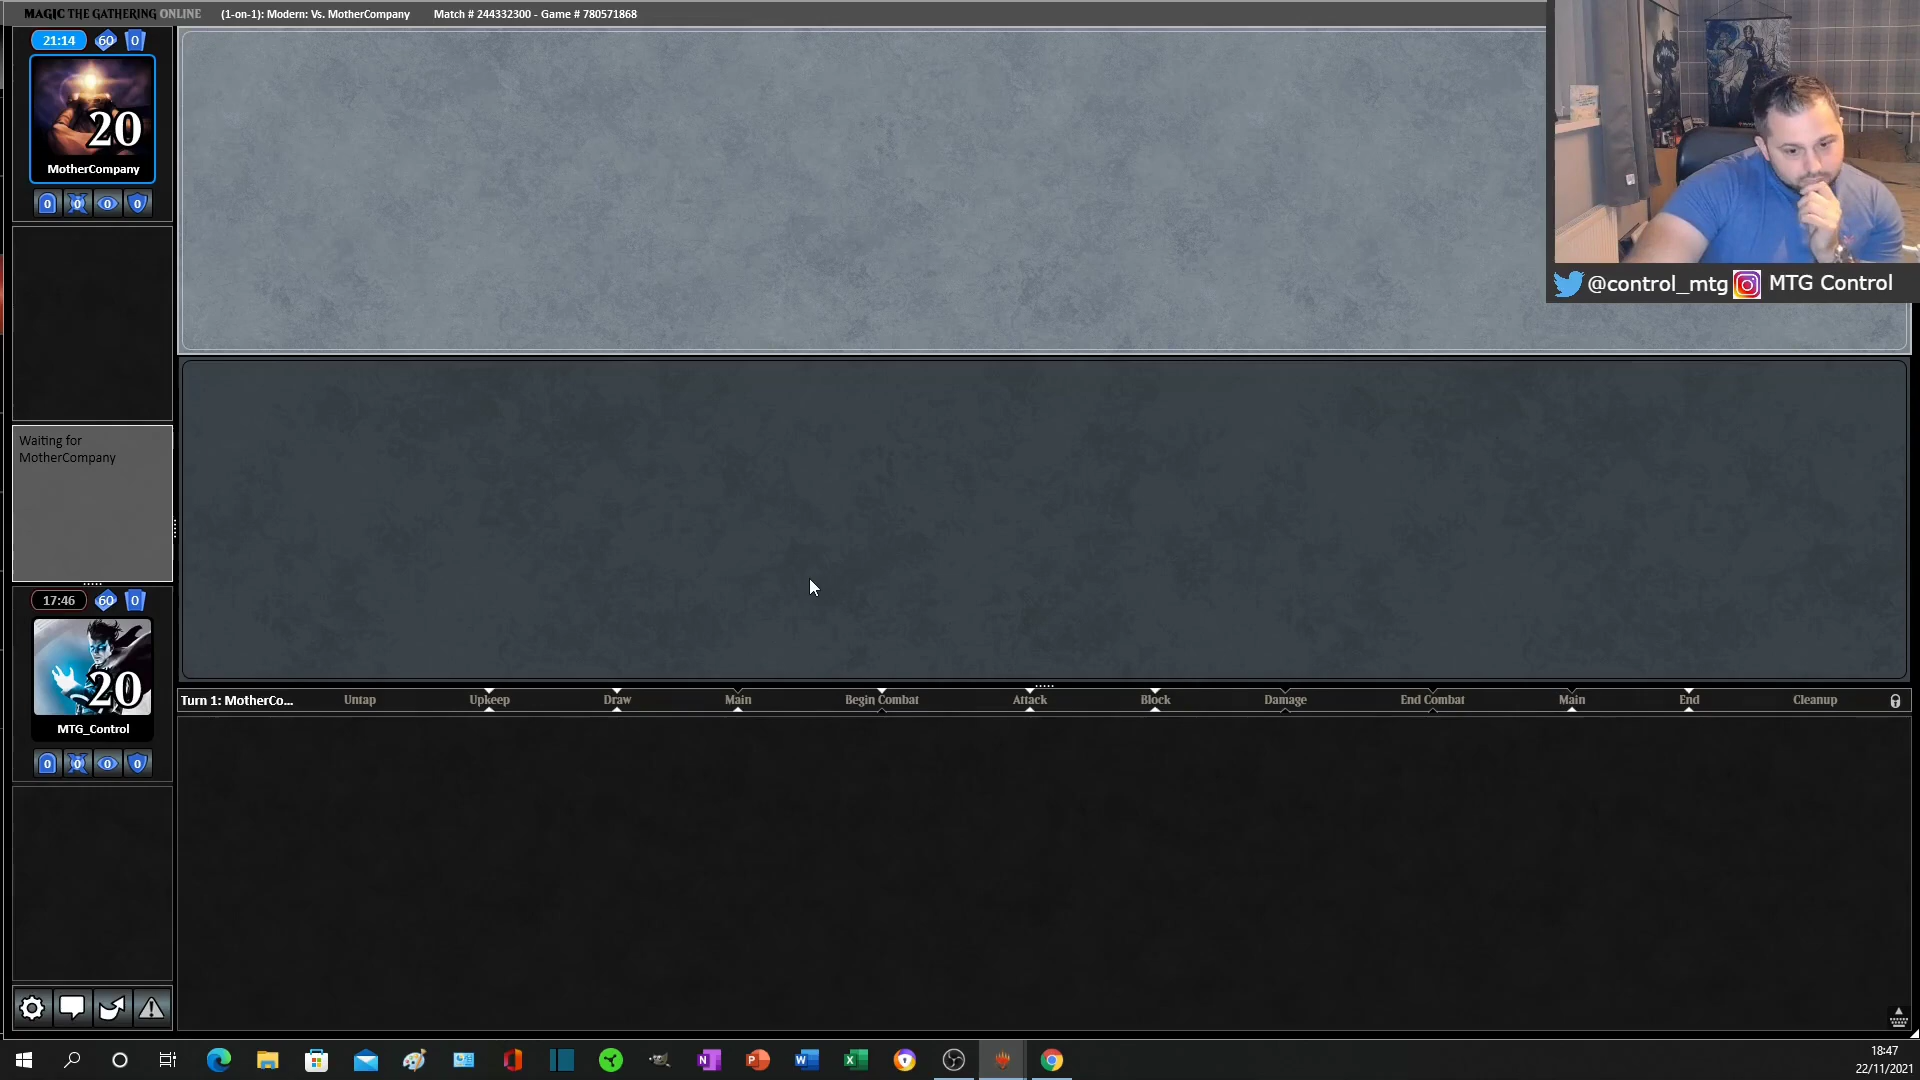 MAGIC THE GATHERING ONLINE (1-on-1): Modern: Vs. MotherCompany Match # 244332300 - Game # 780571868
21:14 60 0
20
MotherCompany
0 0 0 0
@control_mtg MTG Control
Waiting for
MotherCompany
17:46 60 0
20
MTG_Control
0 0 0 0
Turn 1: MotherCo... Untap Upkeep Draw Main Begin Combat Attack Block Damage End Combat Main End Cleanup
18:47
22/11/2021